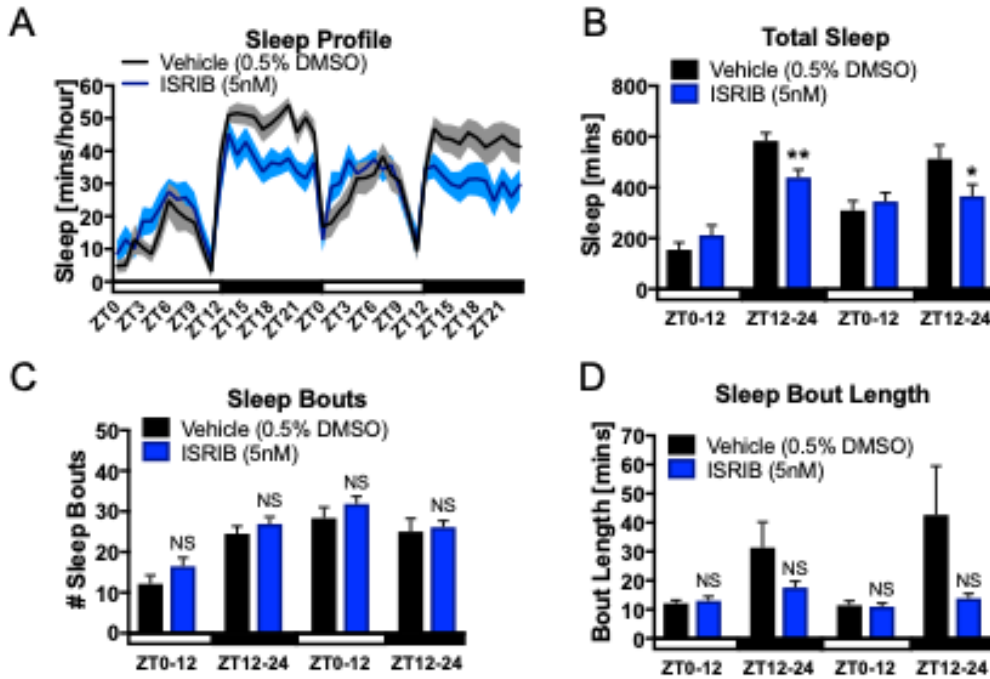 A
Sleep Profile
Vehicle (0.5% DMSO)
ISRIB (5nM)
Sleep [mins/hour]
60
50
40
30
20
10
0
ZT0 ZT3 ZT6 ZT9 ZT12 ZT15 ZT18 ZT21 ZT0 ZT3 ZT6 ZT9 ZT12 ZT15 ZT18 ZT21
B
Total Sleep
Vehicle (0.5% DMSO)
ISRIB (5nM)
Sleep [mins]
800
600
400
200
0
** *
ZT0-12 ZT12-24 ZT0-12 ZT12-24
C
Sleep Bouts
Vehicle (0.5% DMSO)
ISRIB (5nM)
# Sleep Bouts
50
40
30
20
10
0
NS NS NS NS
ZT0-12 ZT12-24 ZT0-12 ZT12-24
D
Sleep Bout Length
Vehicle (0.5% DMSO)
ISRIB (5nM)
Bout Length [mins]
70
60
50
40
30
20
10
0
NS NS NS NS
ZT0-12 ZT12-24 ZT0-12 ZT12-24